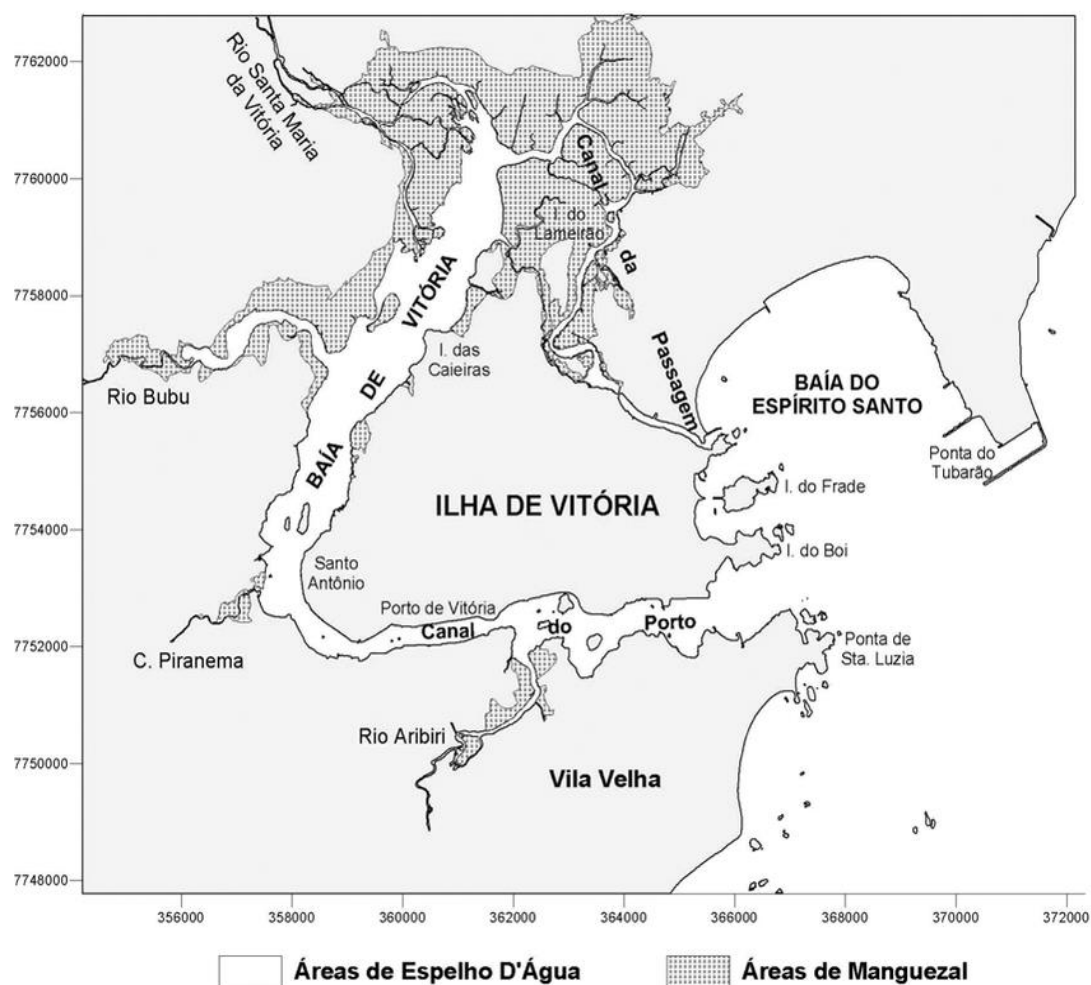 7762000
7760000
7758000
7756000
7754000
7752000
7750000
7748000
Rio Santa Maria
da Vitória
Canal
da
Passagem
I. do
Lameirão
BAÍA DE VITÓRIA
I. das
Caieiras
Rio Bubu
BAÍA DO
ESPÍRITO SANTO
Ponta do
Tubarão
I. do Frade
ILHA DE VITÓRIA
I. do Boi
Santo
Antônio
Porto de Vitória
Canal do Porto
C. Piranema
Ponta de
Sta. Luzia
Rio Aribiri
Vila Velha
356000 358000 360000 362000 364000 366000 368000 370000 372000
Áreas de Espelho D'Água
Áreas de Manguezal